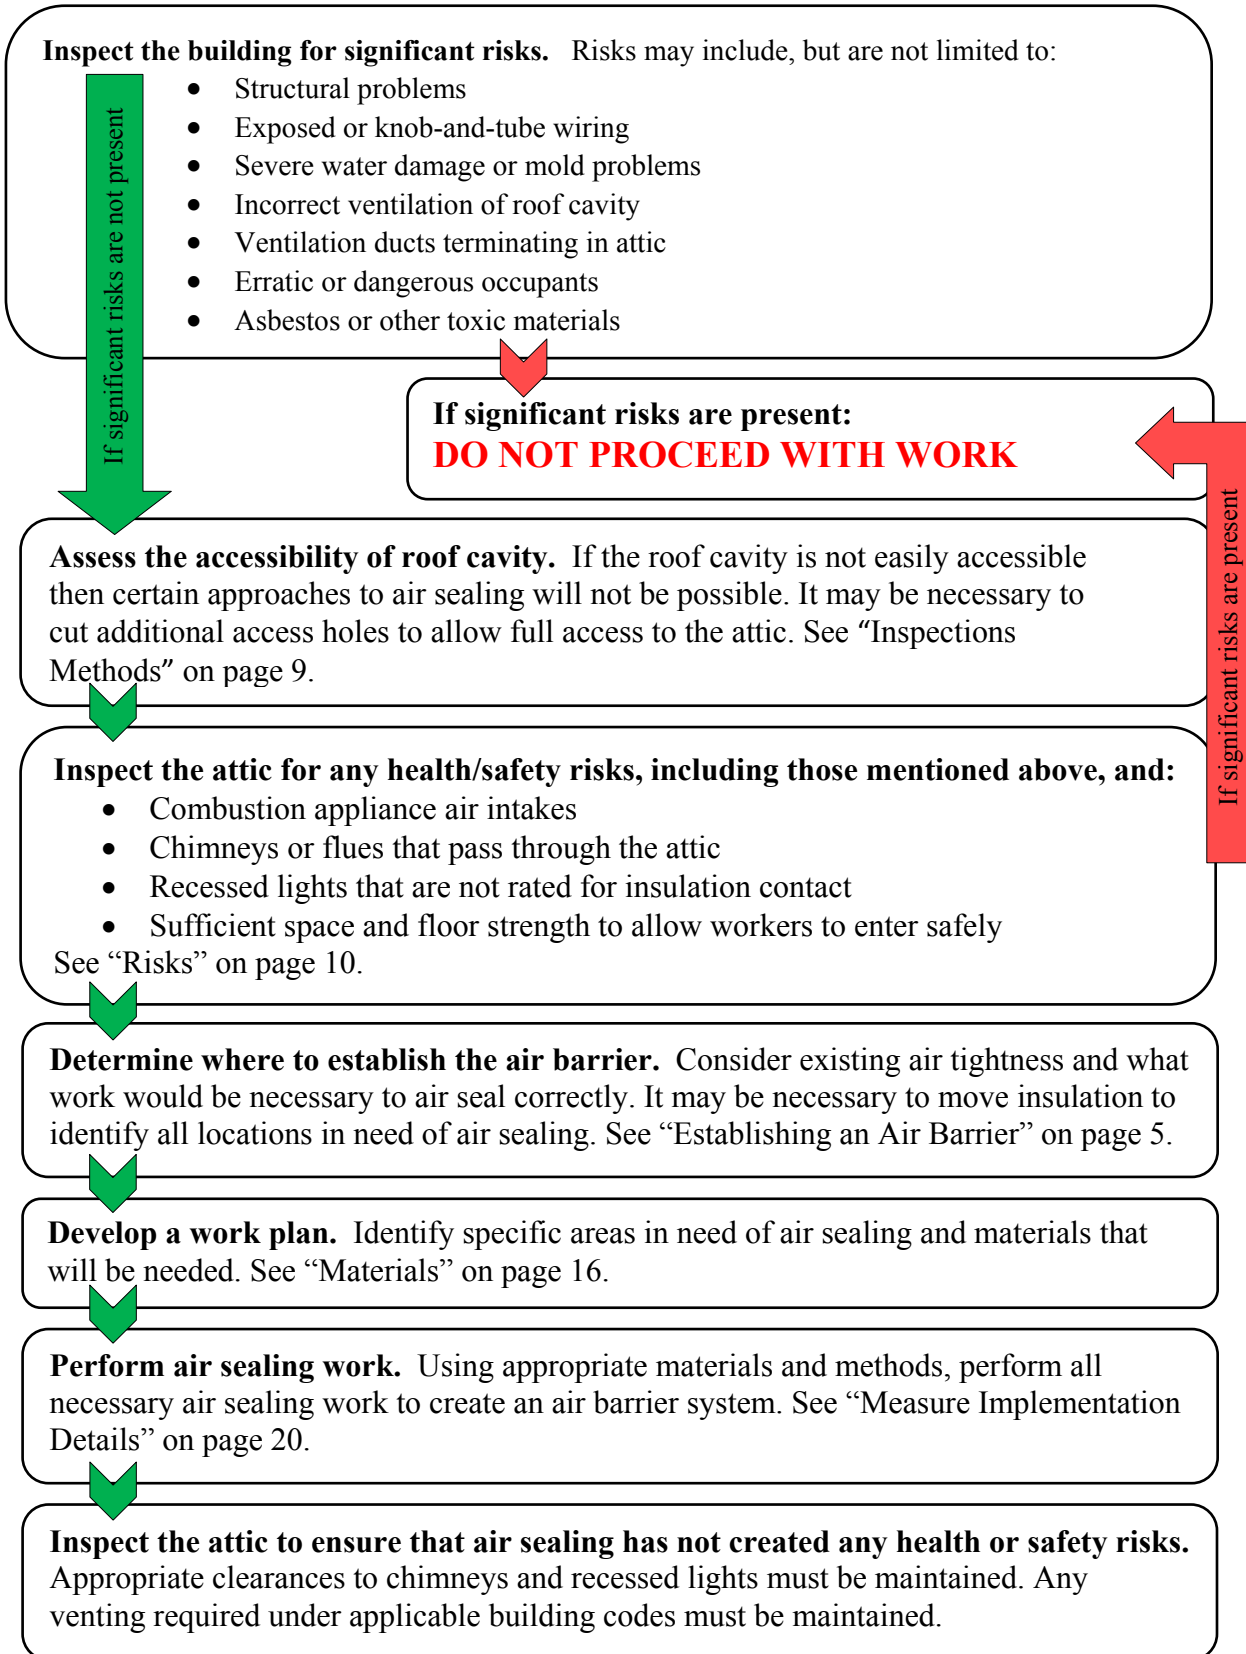 Inspect the building for significant risks.   Risks may include, but are not limited to:
• Structural problems
• Exposed or knob-and-tube wiring
• Severe water damage or mold problems
• Incorrect ventilation of roof cavity
• Ventilation ducts terminating in attic
• Erratic or dangerous occupants
• Asbestos or other toxic materials
If significant risks are not present
If significant risks are present:
DO NOT PROCEED WITH WORK
If significant risks are present
Assess the accessibility of roof cavity.  If the roof cavity is not easily accessible
then certain approaches to air sealing will not be possible. It may be necessary to
cut additional access holes to allow full access to the attic. See “Inspections
Methods” on page 9.
Inspect the attic for any health/safety risks, including those mentioned above, and:
• Combustion appliance air intakes
• Chimneys or flues that pass through the attic
• Recessed lights that are not rated for insulation contact
• Sufficient space and floor strength to allow workers to enter safely
See “Risks” on page 10.
Determine where to establish the air barrier.  Consider existing air tightness and what
work would be necessary to air seal correctly. It may be necessary to move insulation to
identify all locations in need of air sealing. See “Establishing an Air Barrier” on page 5.
Develop a work plan.  Identify specific areas in need of air sealing and materials that
will be needed. See “Materials” on page 16.
Perform air sealing work.  Using appropriate materials and methods, perform all
necessary air sealing work to create an air barrier system. See “Measure Implementation
Details” on page 20.
Inspect the attic to ensure that air sealing has not created any health or safety risks.
Appropriate clearances to chimneys and recessed lights must be maintained. Any
venting required under applicable building codes must be maintained.